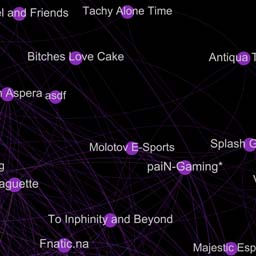 el and Friends
Tachy Alone Time
Bitches Love Cake
Antiqua T
n Aspera
asdf
Molotov E-Sports
Splash G
paiN-Gaming*
g
aguette
To Inphinity and Beyond
Fnatic.na
Majestic Esp